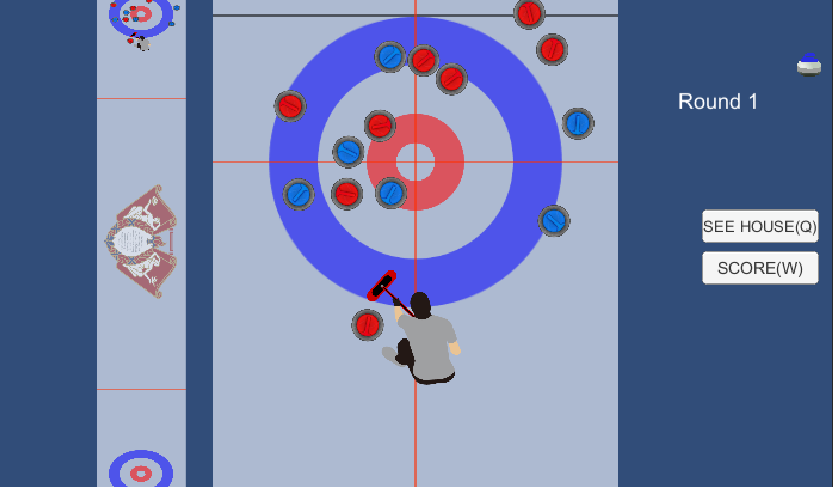 Round 1
SEE HOUSE(Q)
SCORE(W)